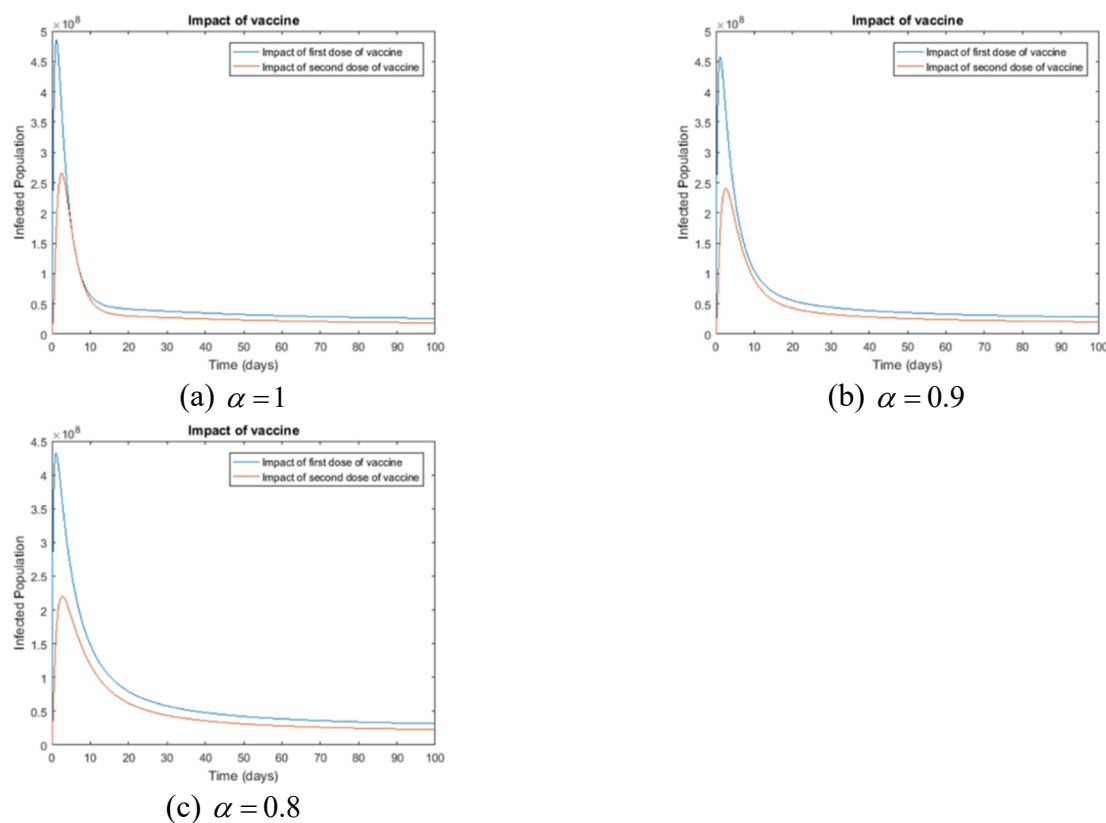 Impact of vaccine
×10⁸
5
4.5
4
3.5
3
2.5
2
1.5
1
0.5
0
Infected Population
Impact of first dose of vaccine
Impact of second dose of vaccine
0 10 20 30 40 50 60 70 80 90 100
Time (days)
(a) α = 1
Impact of vaccine
×10⁸
5
4.5
4
3.5
3
2.5
2
1.5
1
0.5
0
Infected Population
Impact of first dose of vaccine
Impact of second dose of vaccine
0 10 20 30 40 50 60 70 80 90 100
Time (days)
(b) α = 0.9
Impact of vaccine
×10⁸
4.5
4
3.5
3
2.5
2
1.5
1
0.5
0
Infected Population
Impact of first dose of vaccine
Impact of second dose of vaccine
0 10 20 30 40 50 60 70 80 90 100
Time (days)
(c) α = 0.8